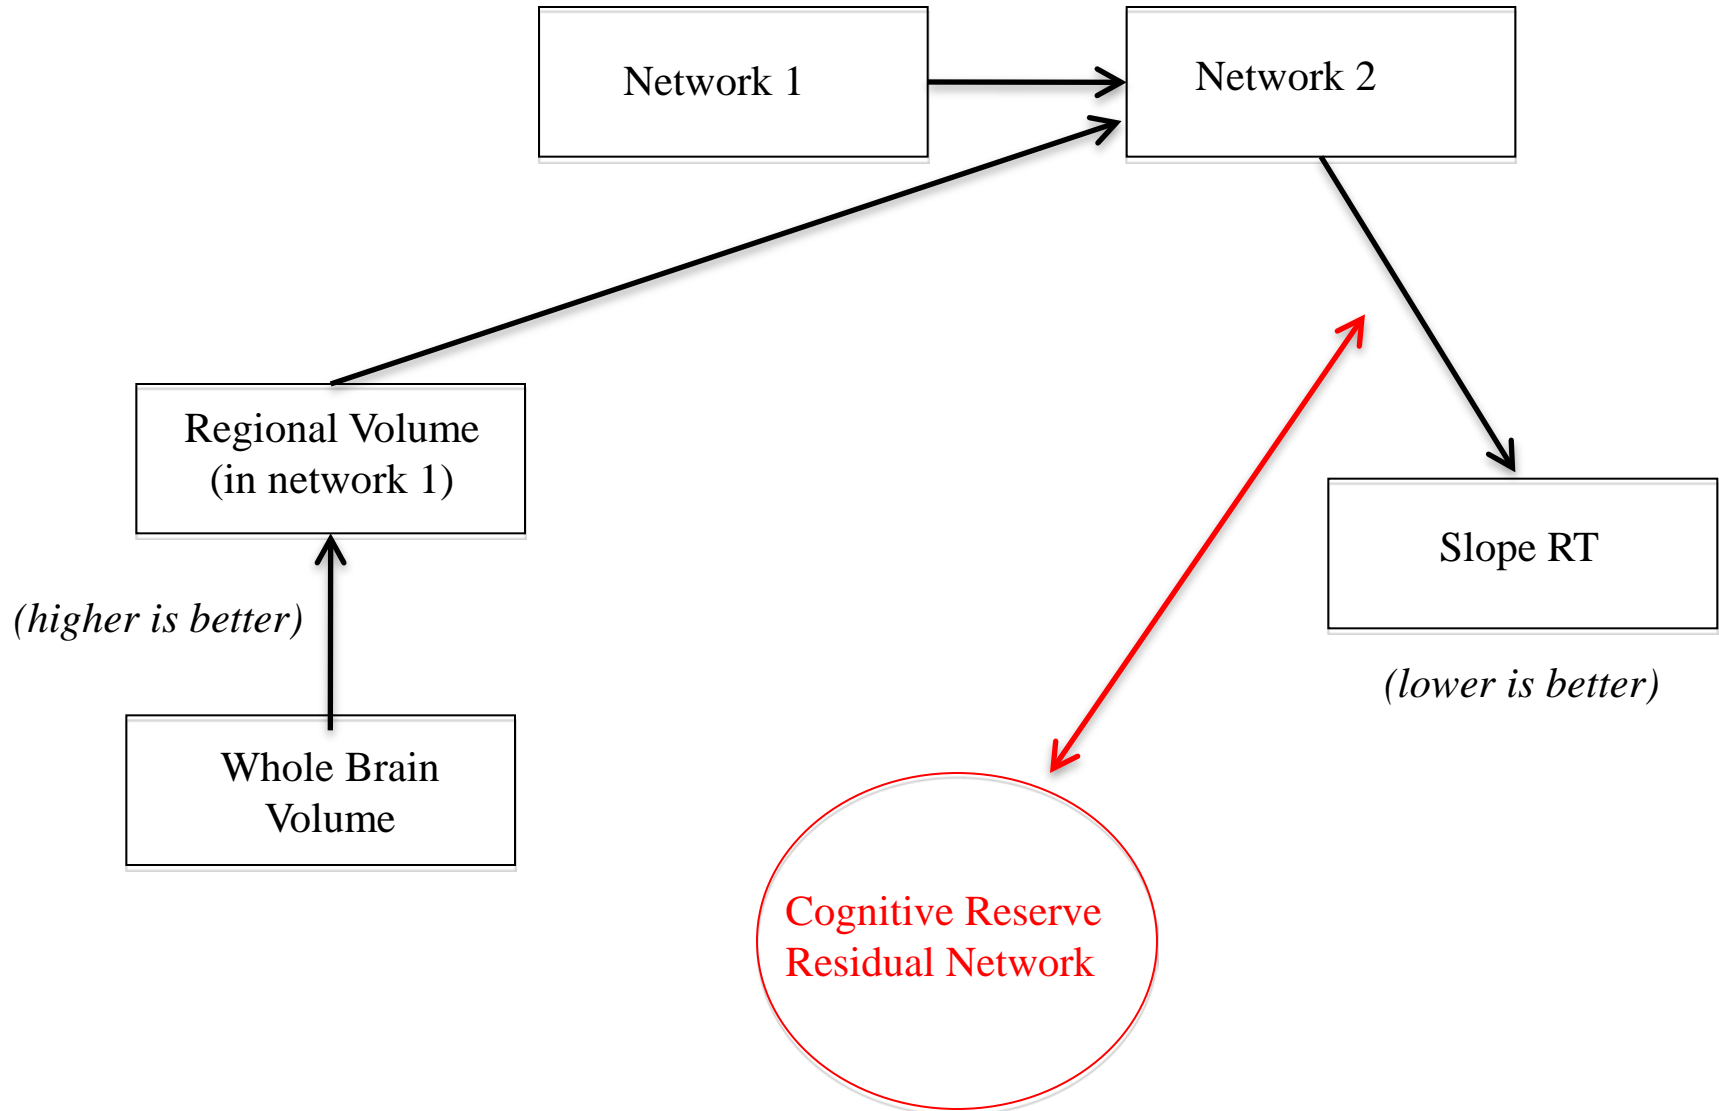 Network 1
Network 2
Regional Volume
(in network 1)
Slope RT
(higher is better)
(lower is better)
Whole Brain
Volume
Cognitive Reserve
Residual Network